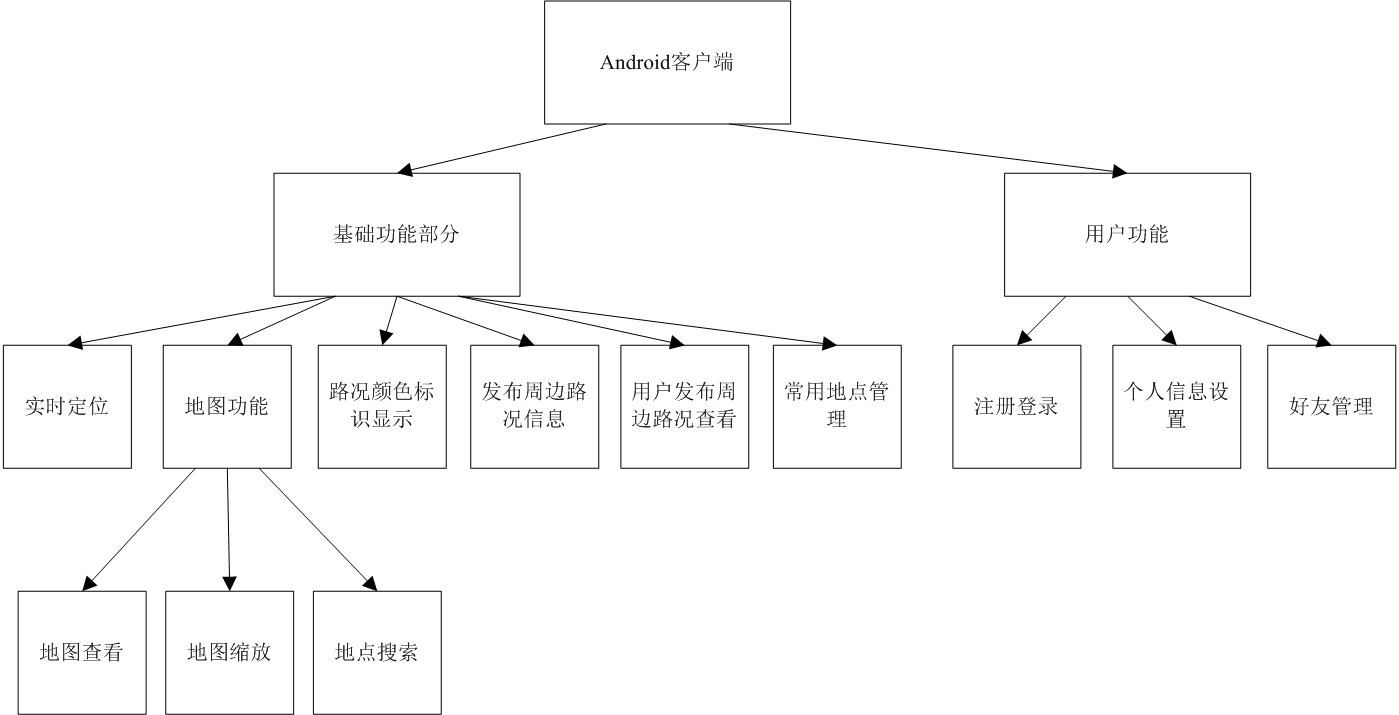 Android客户端
基础功能部分
用户功能
实时定位
地图功能
路况颜色标
识显示
发布周边路
况信息
用户发布周
边路况查看
常用地点管
理
注册登录
个人信息设
置
好友管理
地图查看
地图缩放
地点搜索